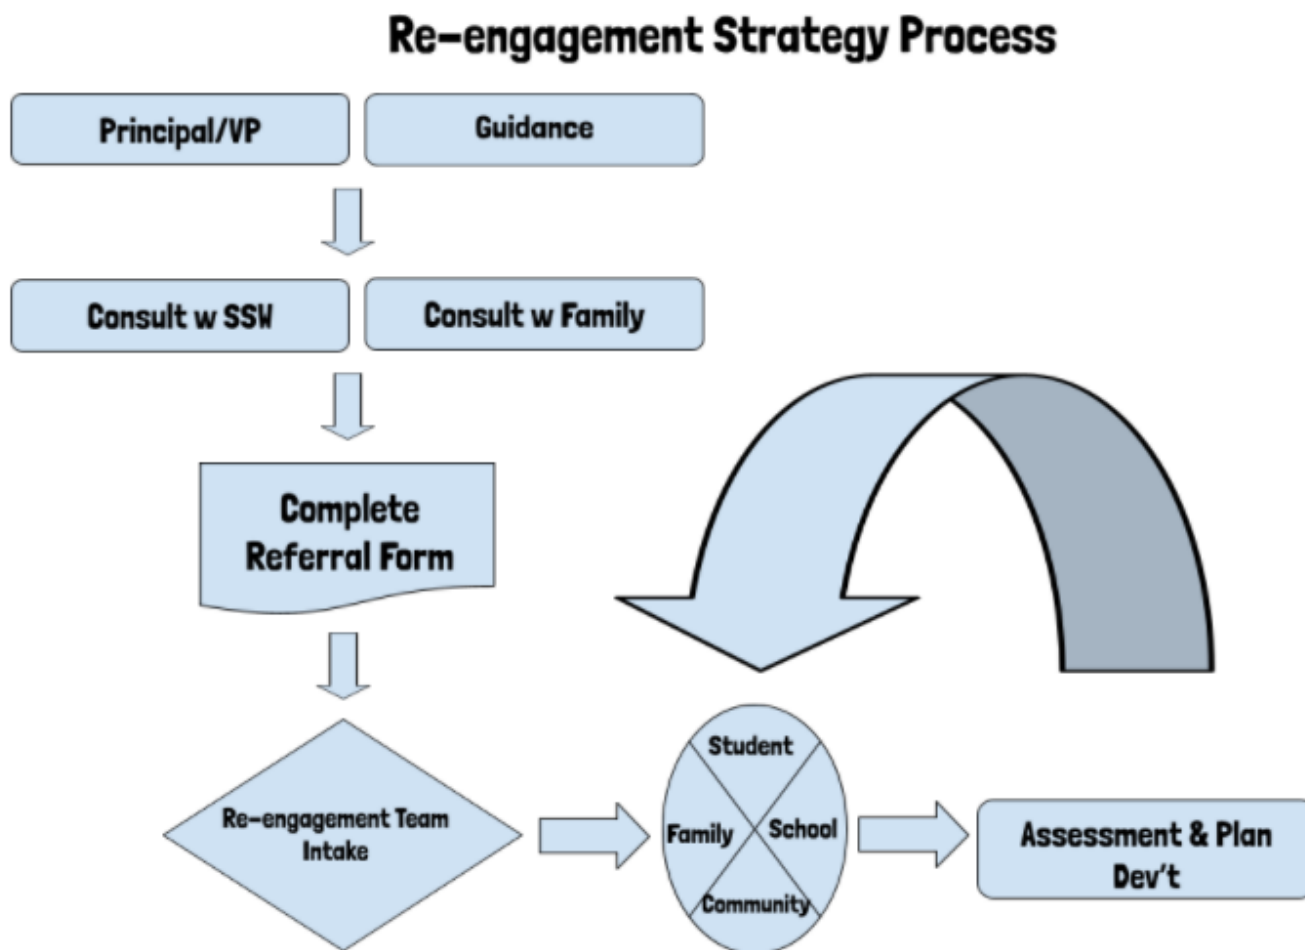 Re-engagement Strategy Process
Principal/VP
Guidance
Consult w SSW
Consult w Family
Complete
Referral Form
Re-engagement Team
Intake
Student
Family
School
Community
Assessment & Plan
Dev't